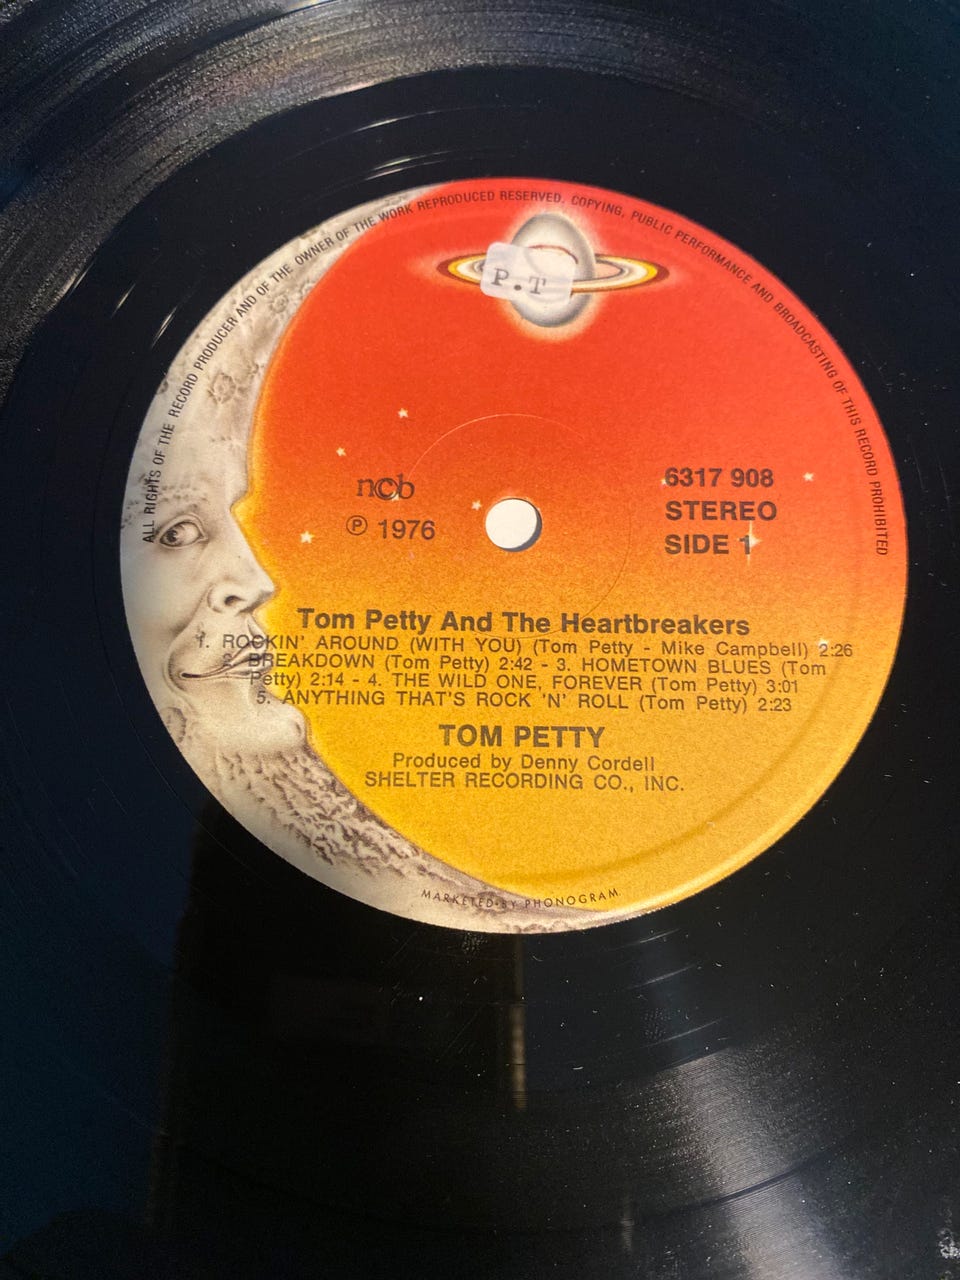 ALL RIGHTS OF THE RECORD PRODUCER AND OF THE OWNER OF THE WORK REPRODUCED RESERVED. COPYING, PUBLIC PERFORMANCE AND BROADCASTING OF THIS RECORD PROHIBITED
P.T
ncb
℗ 1976
6317 908
STEREO
SIDE 1
Tom Petty And The Heartbreakers
1. ROCKIN' AROUND (WITH YOU) (Tom Petty - Mike Campbell) 2:26
2. BREAKDOWN (Tom Petty) 2:42 - 3. HOMETOWN BLUES (Tom
Petty) 2:14 - 4. THE WILD ONE, FOREVER (Tom Petty) 3:01
5. ANYTHING THAT'S ROCK 'N' ROLL (Tom Petty) 2:23
TOM PETTY
Produced by Denny Cordell
SHELTER RECORDING CO., INC.
MARKETED BY PHONOGRAM